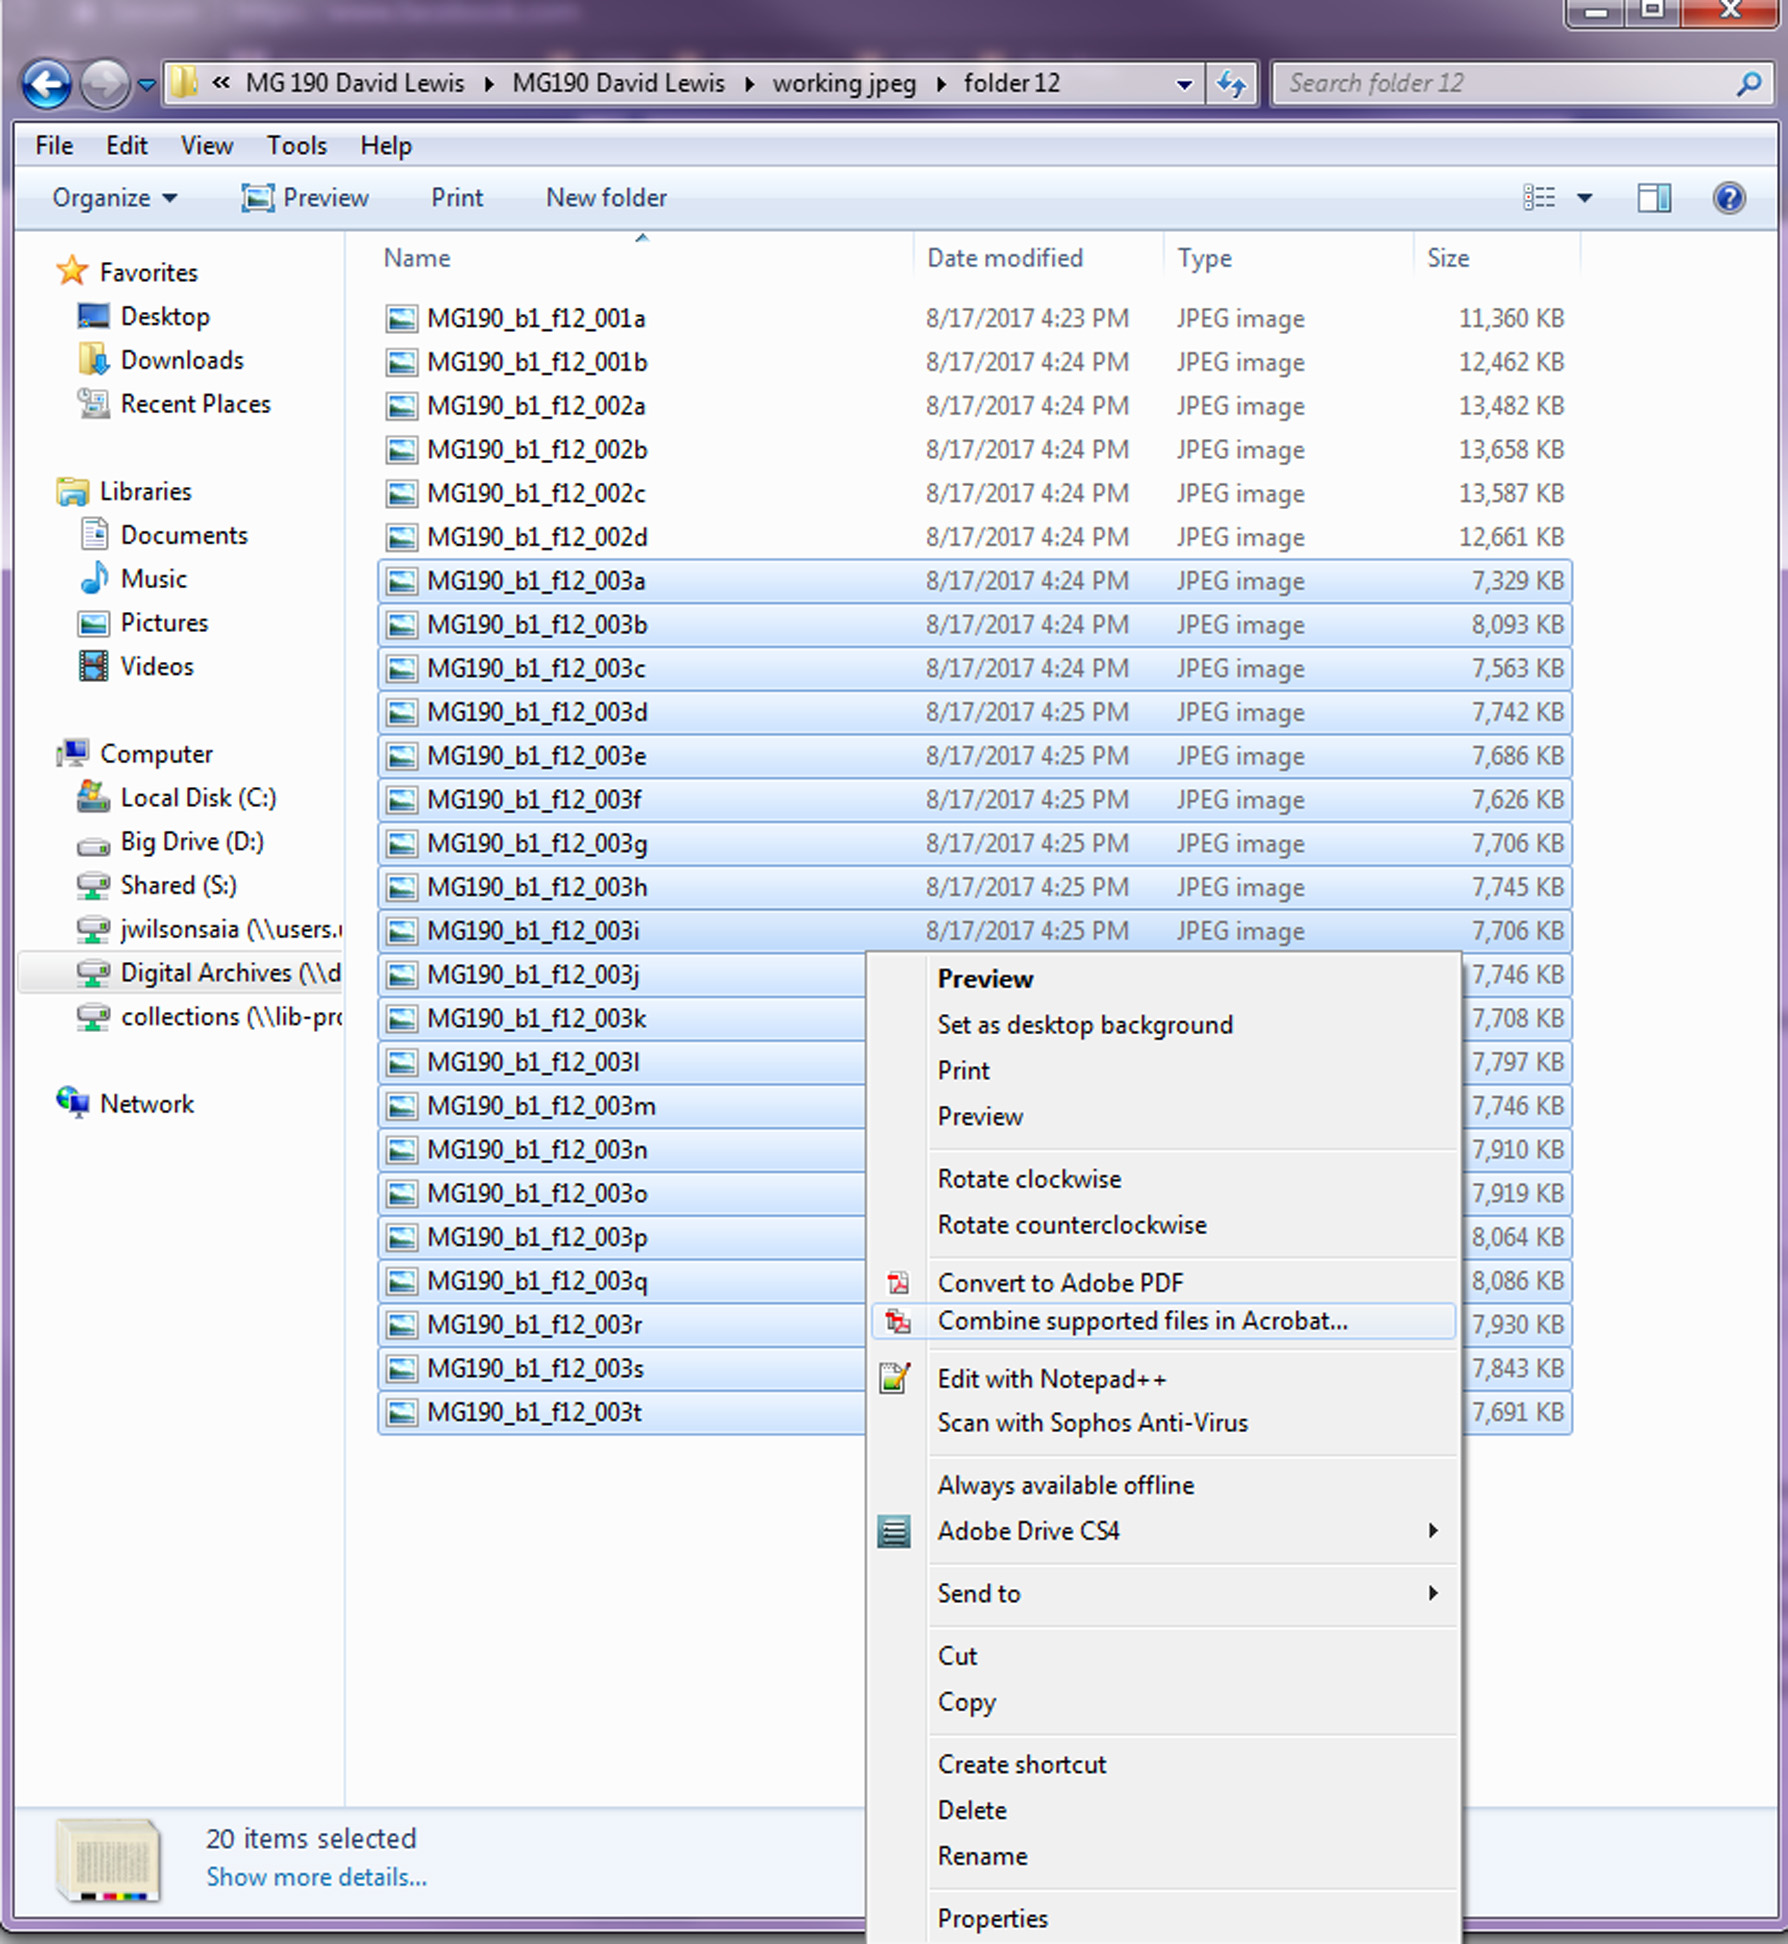 « MG 190 David Lewis ▸ MG190 David Lewis ▸ working jpeg ▸ folder 12
Search folder 12
File Edit View Tools Help
Organize Preview Print New folder
Favorites
Desktop
Downloads
Recent Places
Libraries
Documents
Music
Pictures
Videos
Computer
Local Disk (C:)
Big Drive (D:)
Shared (S:)
jwilsonsaia (\\users.
Digital Archives (\\d
collections (\\lib-pr
Network
Name Date modified Type Size
MG190_b1_f12_001a 8/17/2017 4:23 PM JPEG image 11,360 KB
MG190_b1_f12_001b 8/17/2017 4:24 PM JPEG image 12,462 KB
MG190_b1_f12_002a 8/17/2017 4:24 PM JPEG image 13,482 KB
MG190_b1_f12_002b 8/17/2017 4:24 PM JPEG image 13,658 KB
MG190_b1_f12_002c 8/17/2017 4:24 PM JPEG image 13,587 KB
MG190_b1_f12_002d 8/17/2017 4:24 PM JPEG image 12,661 KB
MG190_b1_f12_003a 8/17/2017 4:24 PM JPEG image 7,329 KB
MG190_b1_f12_003b 8/17/2017 4:24 PM JPEG image 8,093 KB
MG190_b1_f12_003c 8/17/2017 4:24 PM JPEG image 7,563 KB
MG190_b1_f12_003d 8/17/2017 4:25 PM JPEG image 7,742 KB
MG190_b1_f12_003e 8/17/2017 4:25 PM JPEG image 7,686 KB
MG190_b1_f12_003f 8/17/2017 4:25 PM JPEG image 7,626 KB
MG190_b1_f12_003g 8/17/2017 4:25 PM JPEG image 7,706 KB
MG190_b1_f12_003h 8/17/2017 4:25 PM JPEG image 7,745 KB
MG190_b1_f12_003i 8/17/2017 4:25 PM JPEG image 7,706 KB
MG190_b1_f12_003j 7,746 KB
MG190_b1_f12_003k 7,708 KB
MG190_b1_f12_003l 7,797 KB
MG190_b1_f12_003m 7,746 KB
MG190_b1_f12_003n 7,910 KB
MG190_b1_f12_003o 7,919 KB
MG190_b1_f12_003p 8,064 KB
MG190_b1_f12_003q 8,086 KB
MG190_b1_f12_003r 7,930 KB
MG190_b1_f12_003s 7,843 KB
MG190_b1_f12_003t 7,691 KB
Preview
Set as desktop background
Print
Preview
Rotate clockwise
Rotate counterclockwise
Convert to Adobe PDF
Combine supported files in Acrobat...
Edit with Notepad++
Scan with Sophos Anti-Virus
Always available offline
Adobe Drive CS4
Send to
Cut
Copy
Create shortcut
Delete
Rename
Properties
20 items selected
Show more details...